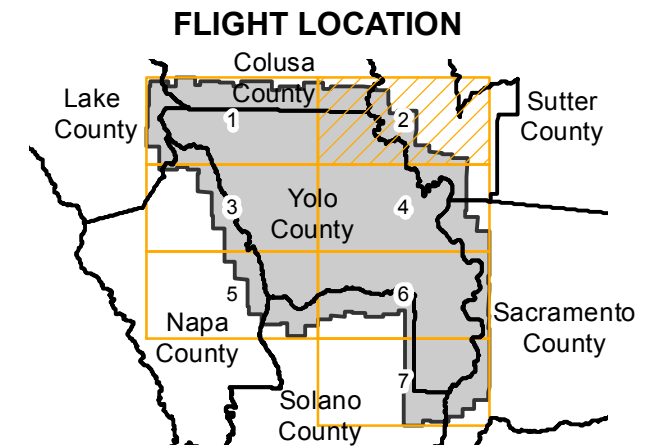 FLIGHT LOCATION
Colusa
County
Lake
County
1
2
Sutter
County
3
Yolo
County
4
5
6
Napa
County
Sacramento
County
7
Solano
County